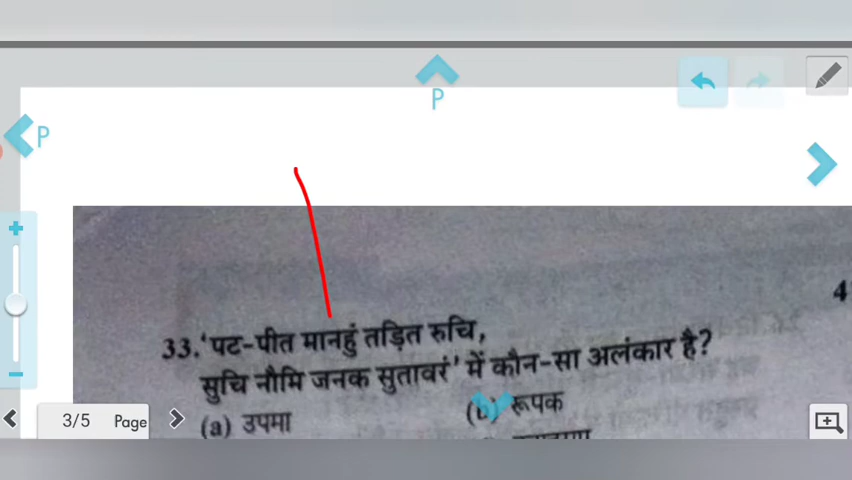 P
P
4
33.‘पट-पीत मानहुं तड़ित रुचि,
सुचि नौमि जनक सुतावरं’ में कौन-सा अलंकार है?
(a) उपमा
(b) रूपक
3/5 Page